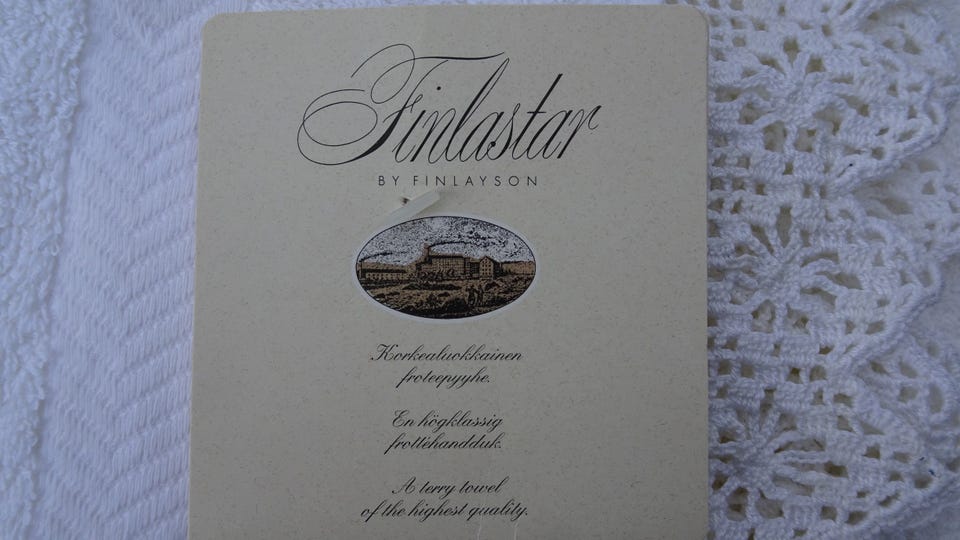 Finlastar
BY FINLAYSON
Korkealuokkainen
froteepyyhe.
En högklassig
frottéhandduk.
A terry towel
of the highest quality.